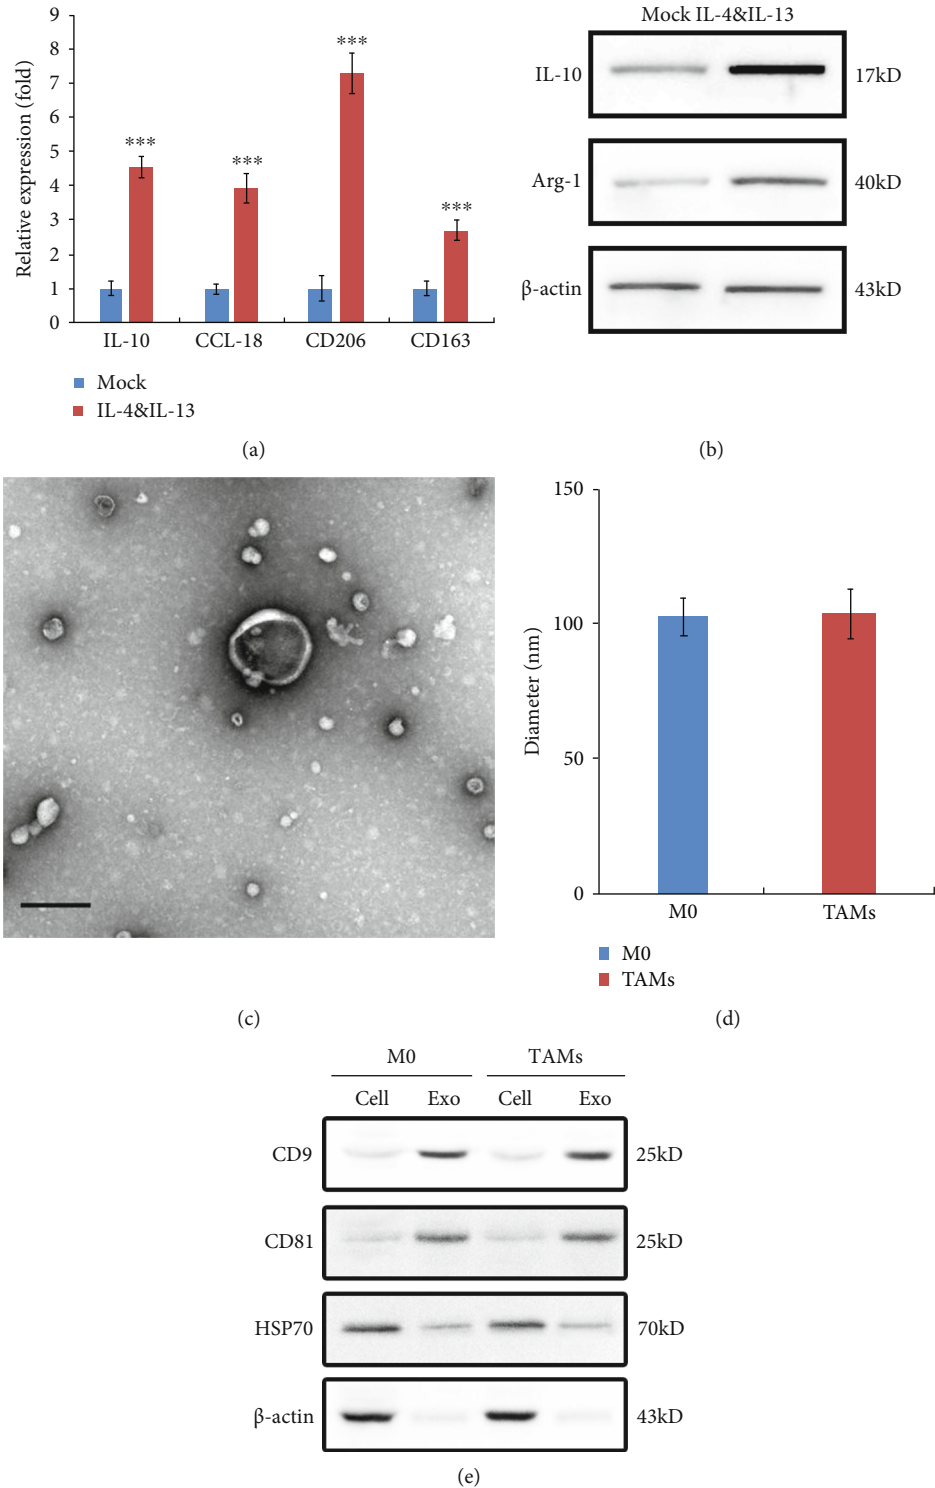 9
8
7
6
5
4
3
2
1
0
Relative expression (fold)
***
***
***
***
IL-10 CCL-18 CD206 CD163
Mock
IL-4&IL-13
(a)
Mock IL-4&IL-13
IL-10 17kD
Arg-1 40kD
β-actin 43kD
(b)
(c)
150
100
50
0
Diameter (nm)
M0 TAMs
M0
TAMs
(d)
M0 TAMs
Cell Exo Cell Exo
CD9 25kD
CD81 25kD
HSP70 70kD
β-actin 43kD
(e)